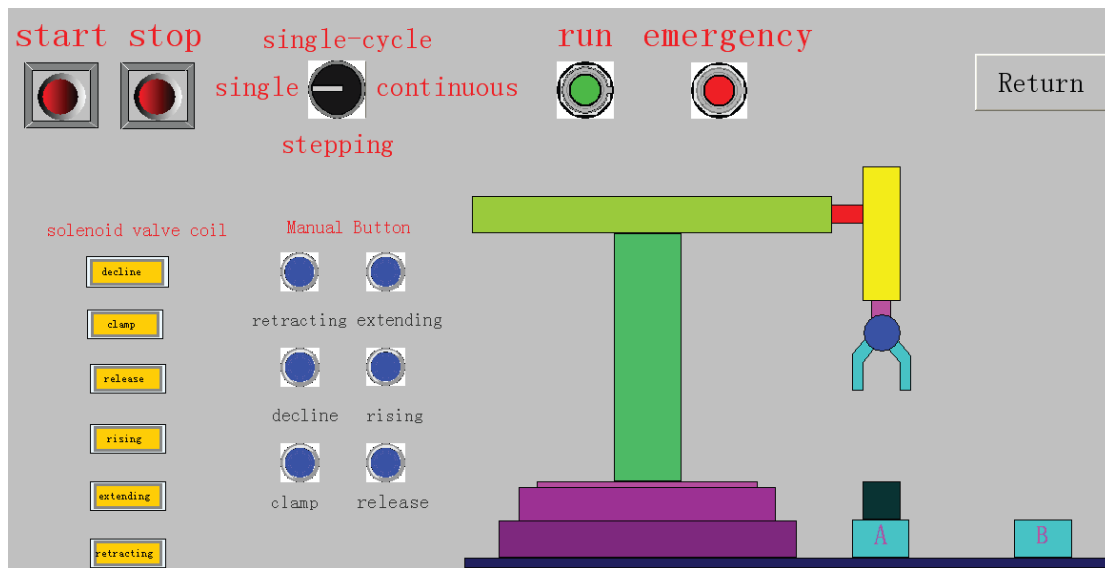 start stop
single-cycle
single continuous
stepping
run emergency
Return
solenoid valve coil
decline
clamp
release
rising
extending
retracting
Manual Button
retracting extending
decline rising
clamp release
A
B